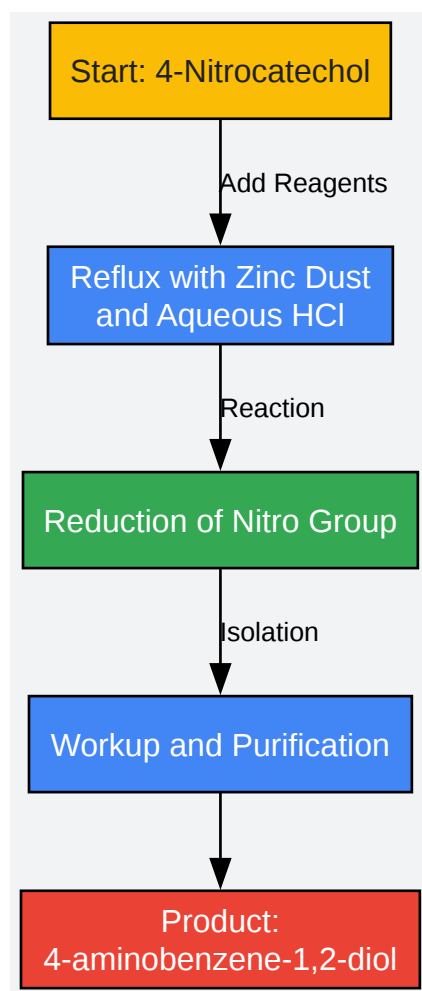 Start: 4-Nitrocatechol
Add Reagents
Reflux with Zinc Dust
and Aqueous HCl
Reaction
Reduction of Nitro Group
Isolation
Workup and Purification
Product:
4-aminobenzene-1,2-diol